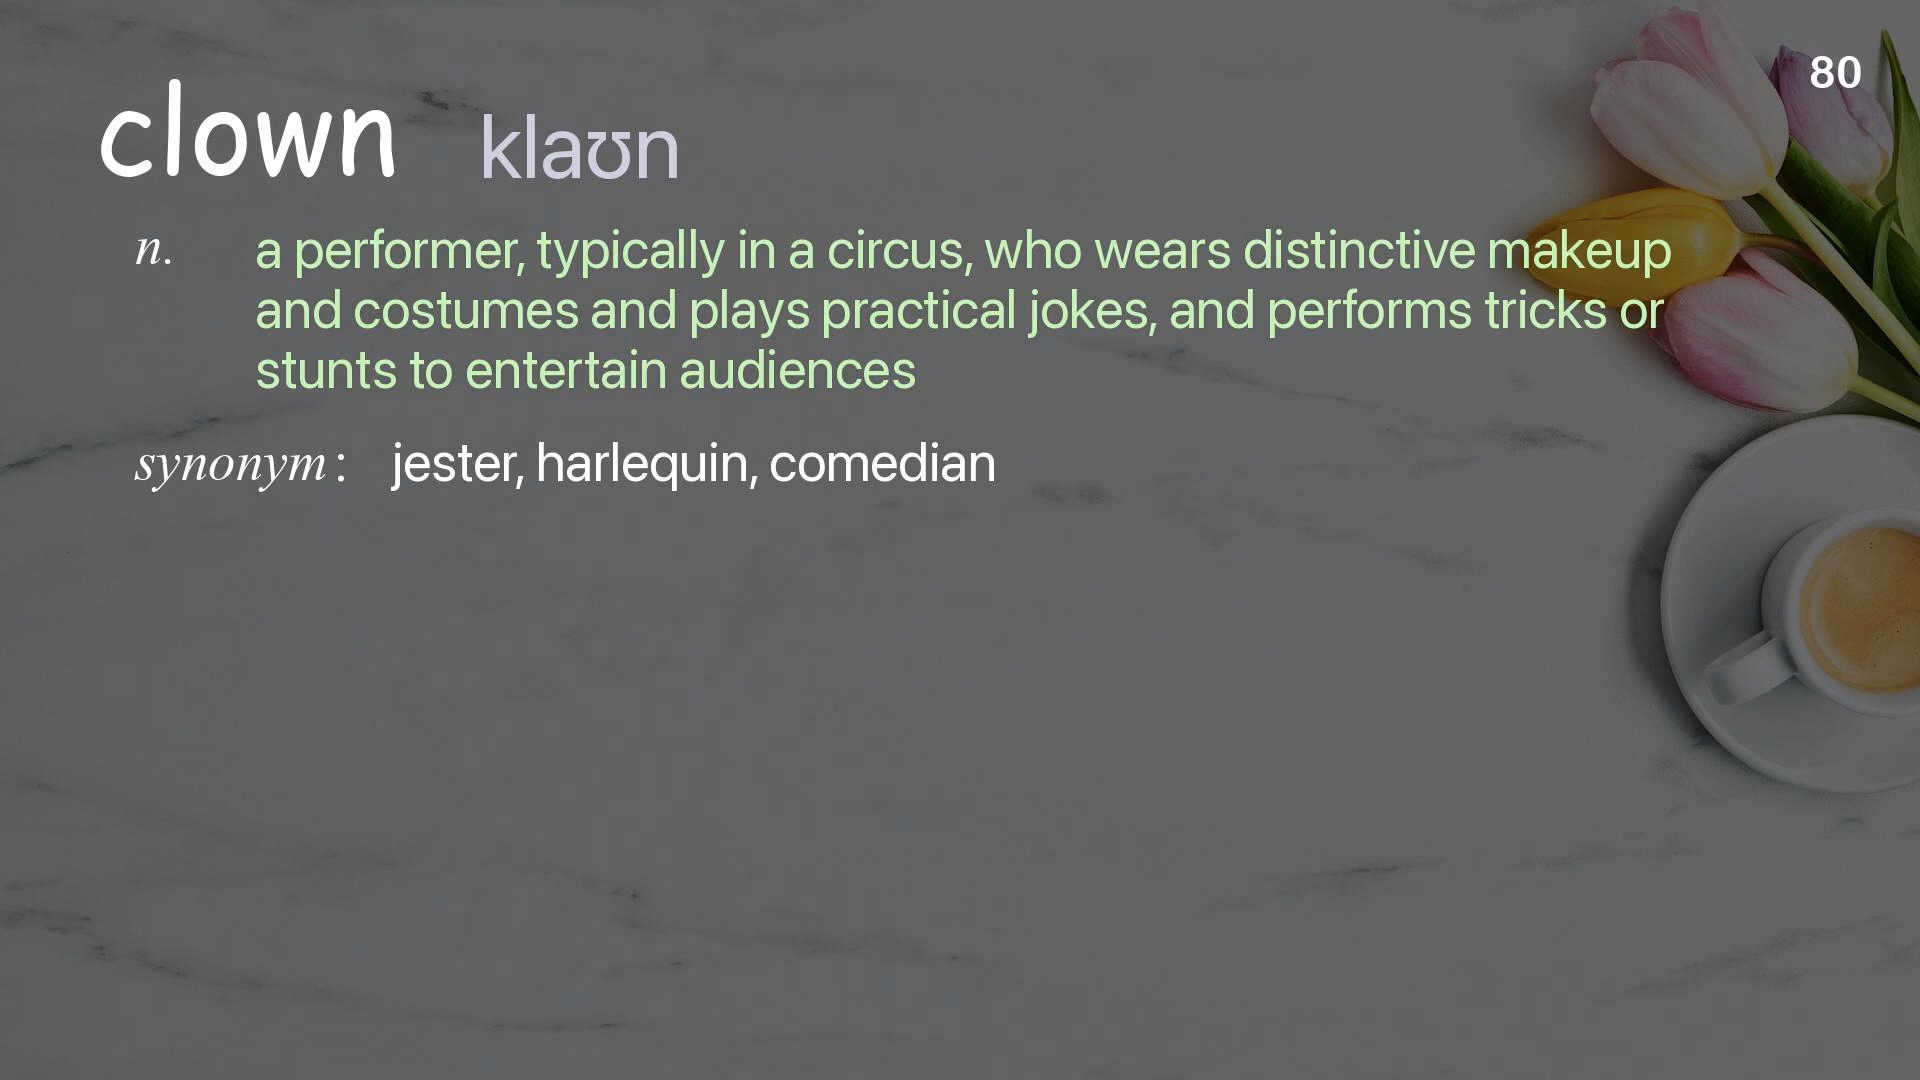 80
clown klaʊn
n. a performer, typically in a circus, who wears distinctive makeup
and costumes and plays practical jokes, and performs tricks or
stunts to entertain audiences
synonym: jester, harlequin, comedian